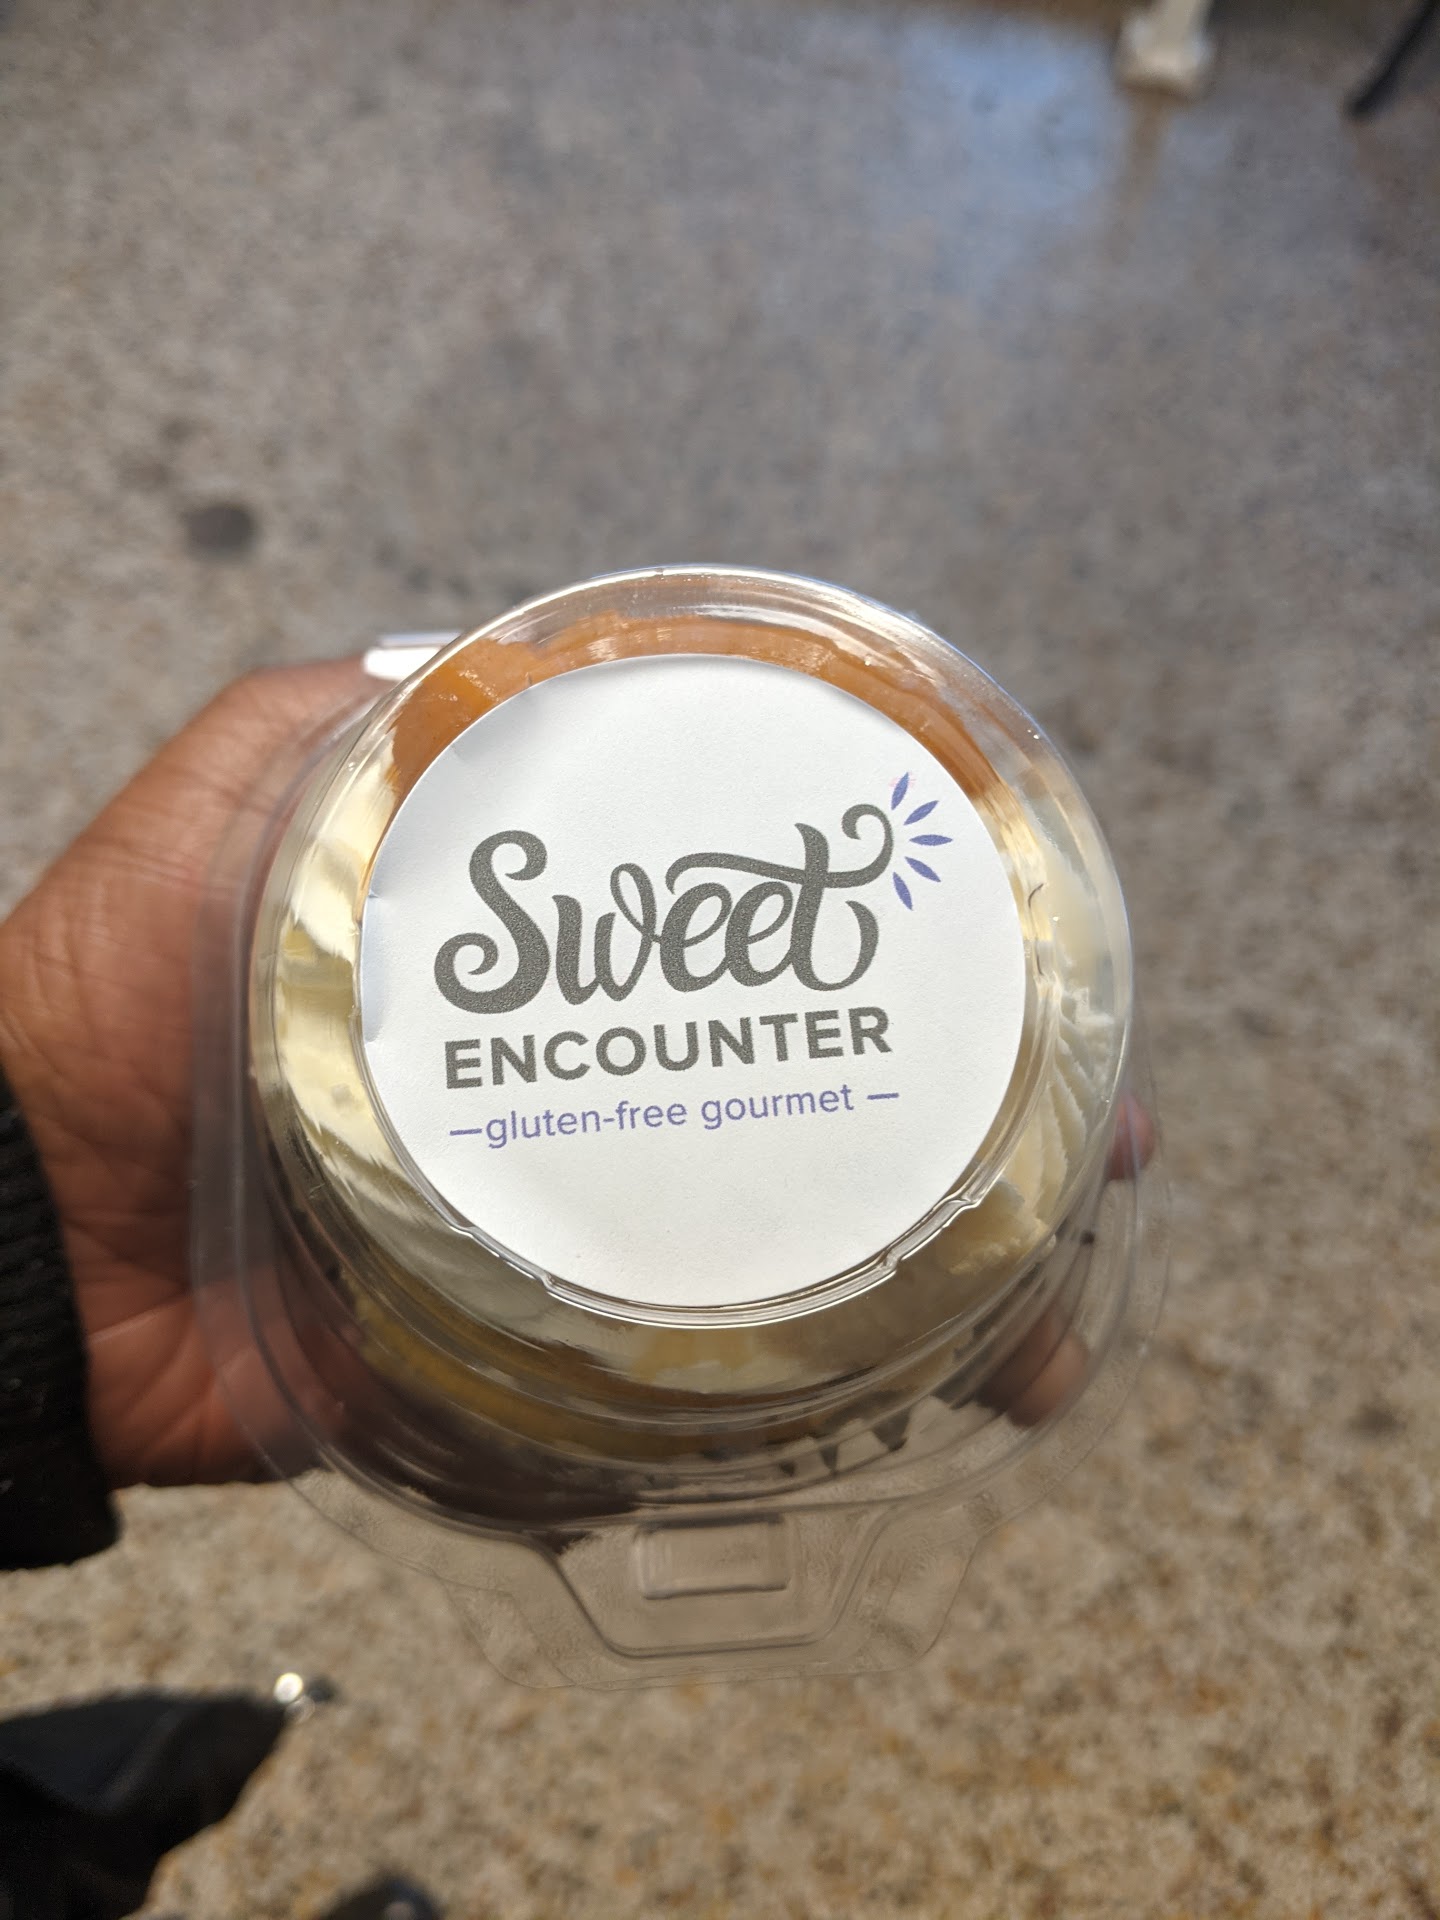 Sweet
ENCOUNTER
—gluten-free gourmet —